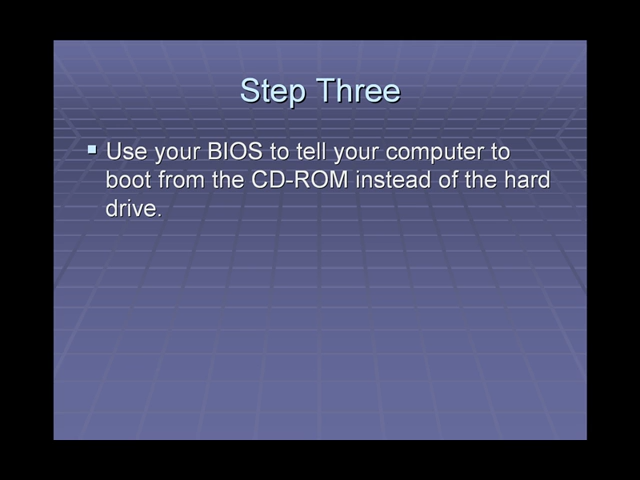 Step Three
Use your BIOS to tell your computer to
boot from the CD-ROM instead of the hard
drive.